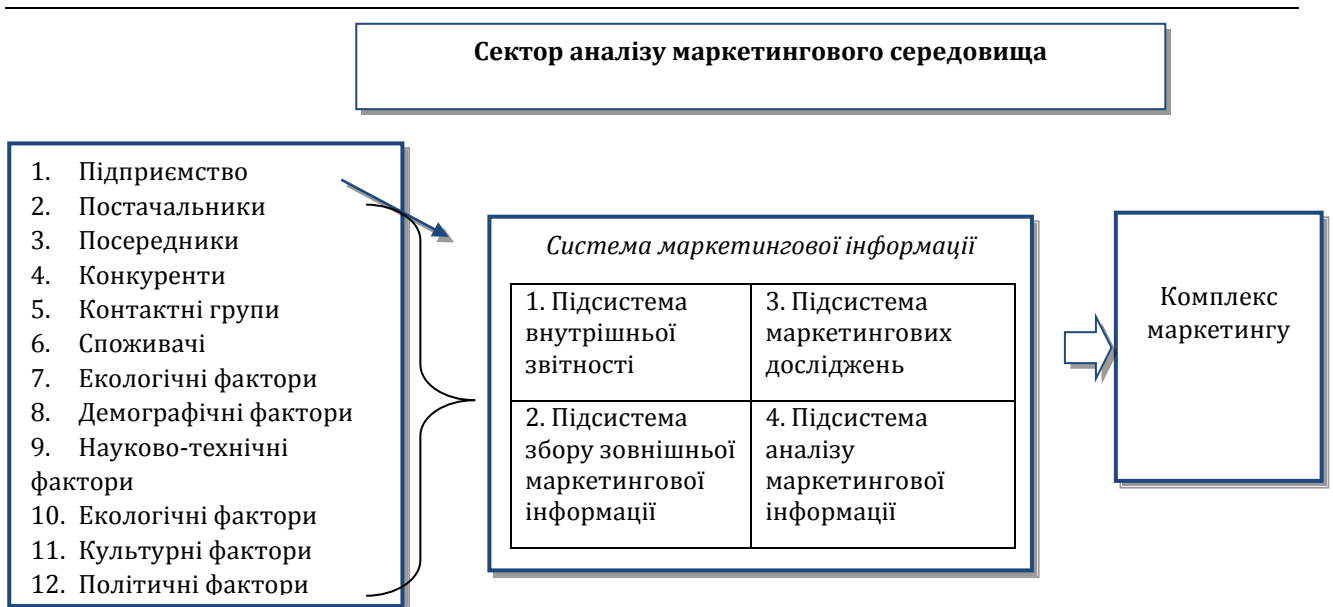 Сектор аналізу маркетингового середовища
1. Підприємство
2. Постачальники
3. Посередники
4. Конкуренти
5. Контактні групи
6. Споживачі
7. Екологічні фактори
8. Демографічні фактори
9. Науково-технічні
фактори
10. Екологічні фактори
11. Культурні фактори
12. Політичні фактори
Система маркетингової інформації
1. Підсистема
внутрішньої
звітності
3. Підсистема
маркетингових
досліджень
2. Підсистема
збору зовнішньої
маркетингової
інформації
4. Підсистема
аналізу
маркетингової
інформації
Комплекс
маркетингу